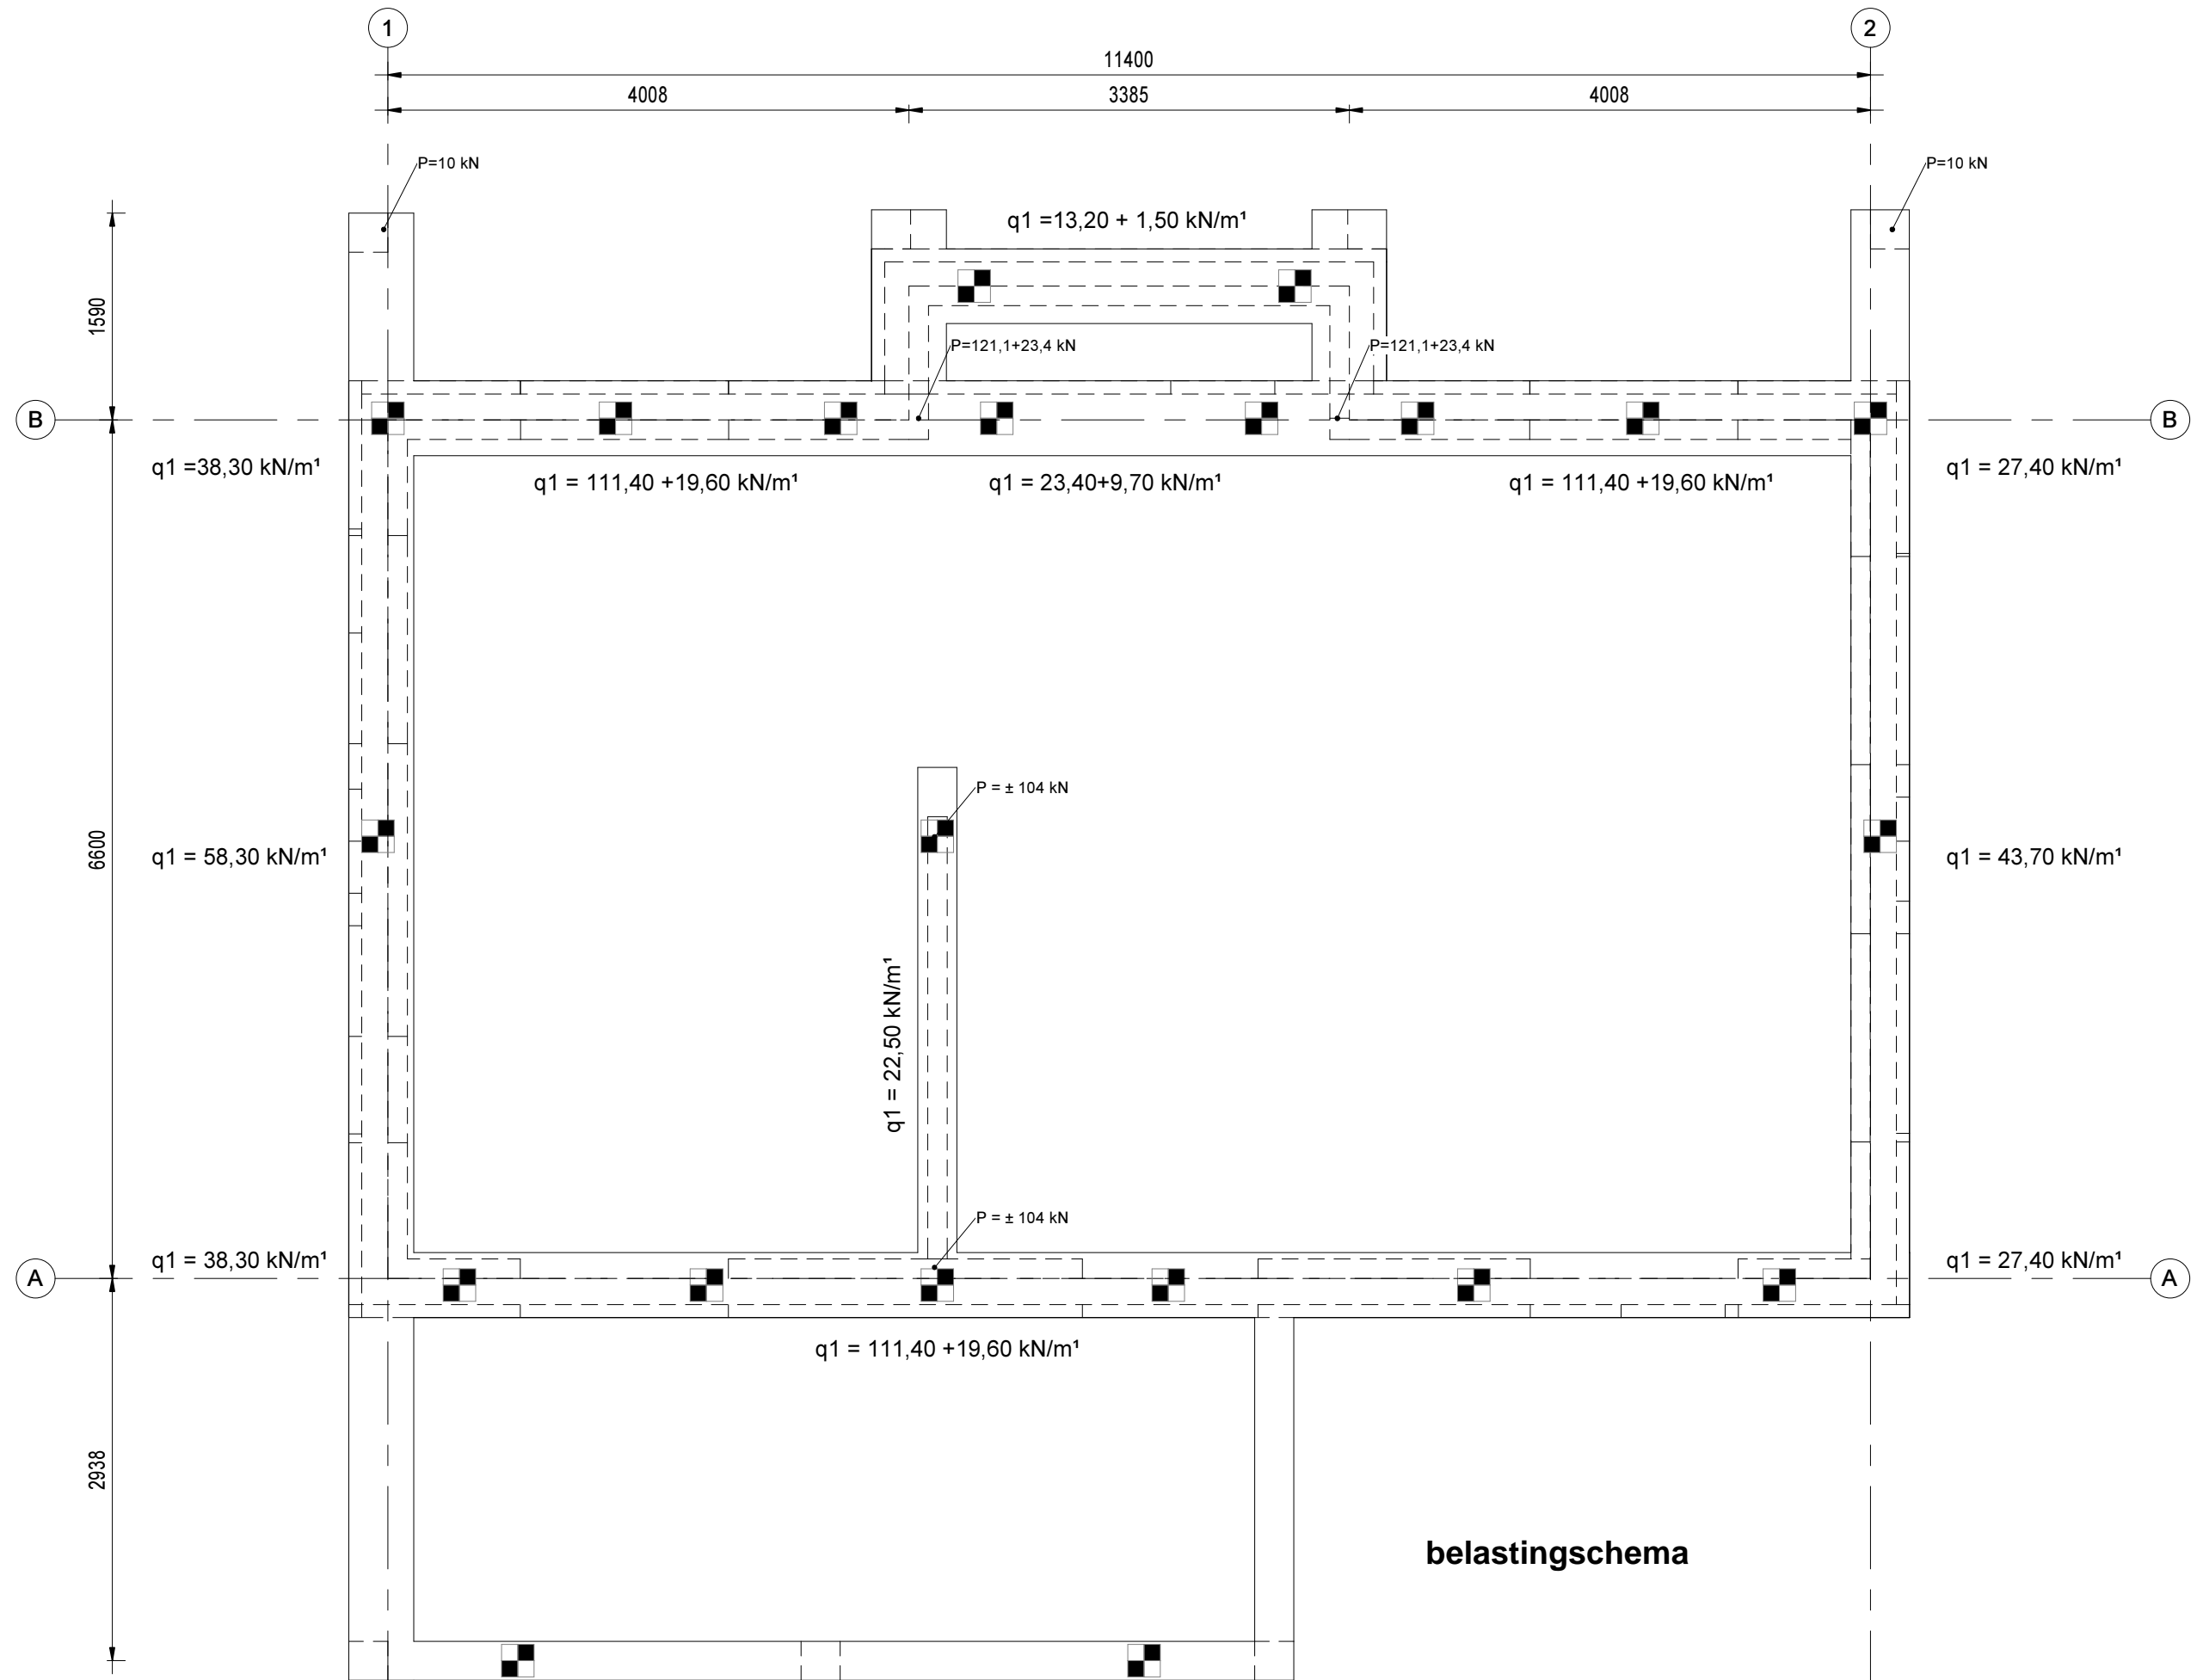 1
2
11400
4008
3385
4008
P=10 kN
P=10 kN
q1 =13,20 + 1,50 kN/m¹
1590
P=121,1+23,4 kN
P=121,1+23,4 kN
B
B
q1 =38,30 kN/m¹
q1 = 27,40 kN/m¹
q1 = 111,40 +19,60 kN/m¹
q1 = 23,40+9,70 kN/m¹
q1 = 111,40 +19,60 kN/m¹
P = ± 104 kN
6600
q1 = 58,30 kN/m¹
q1 = 43,70 kN/m¹
q1 = 22,50 kN/m¹
P = ± 104 kN
q1 = 38,30 kN/m¹
q1 = 27,40 kN/m¹
A
A
q1 = 111,40 +19,60 kN/m¹
2938
belastingschema